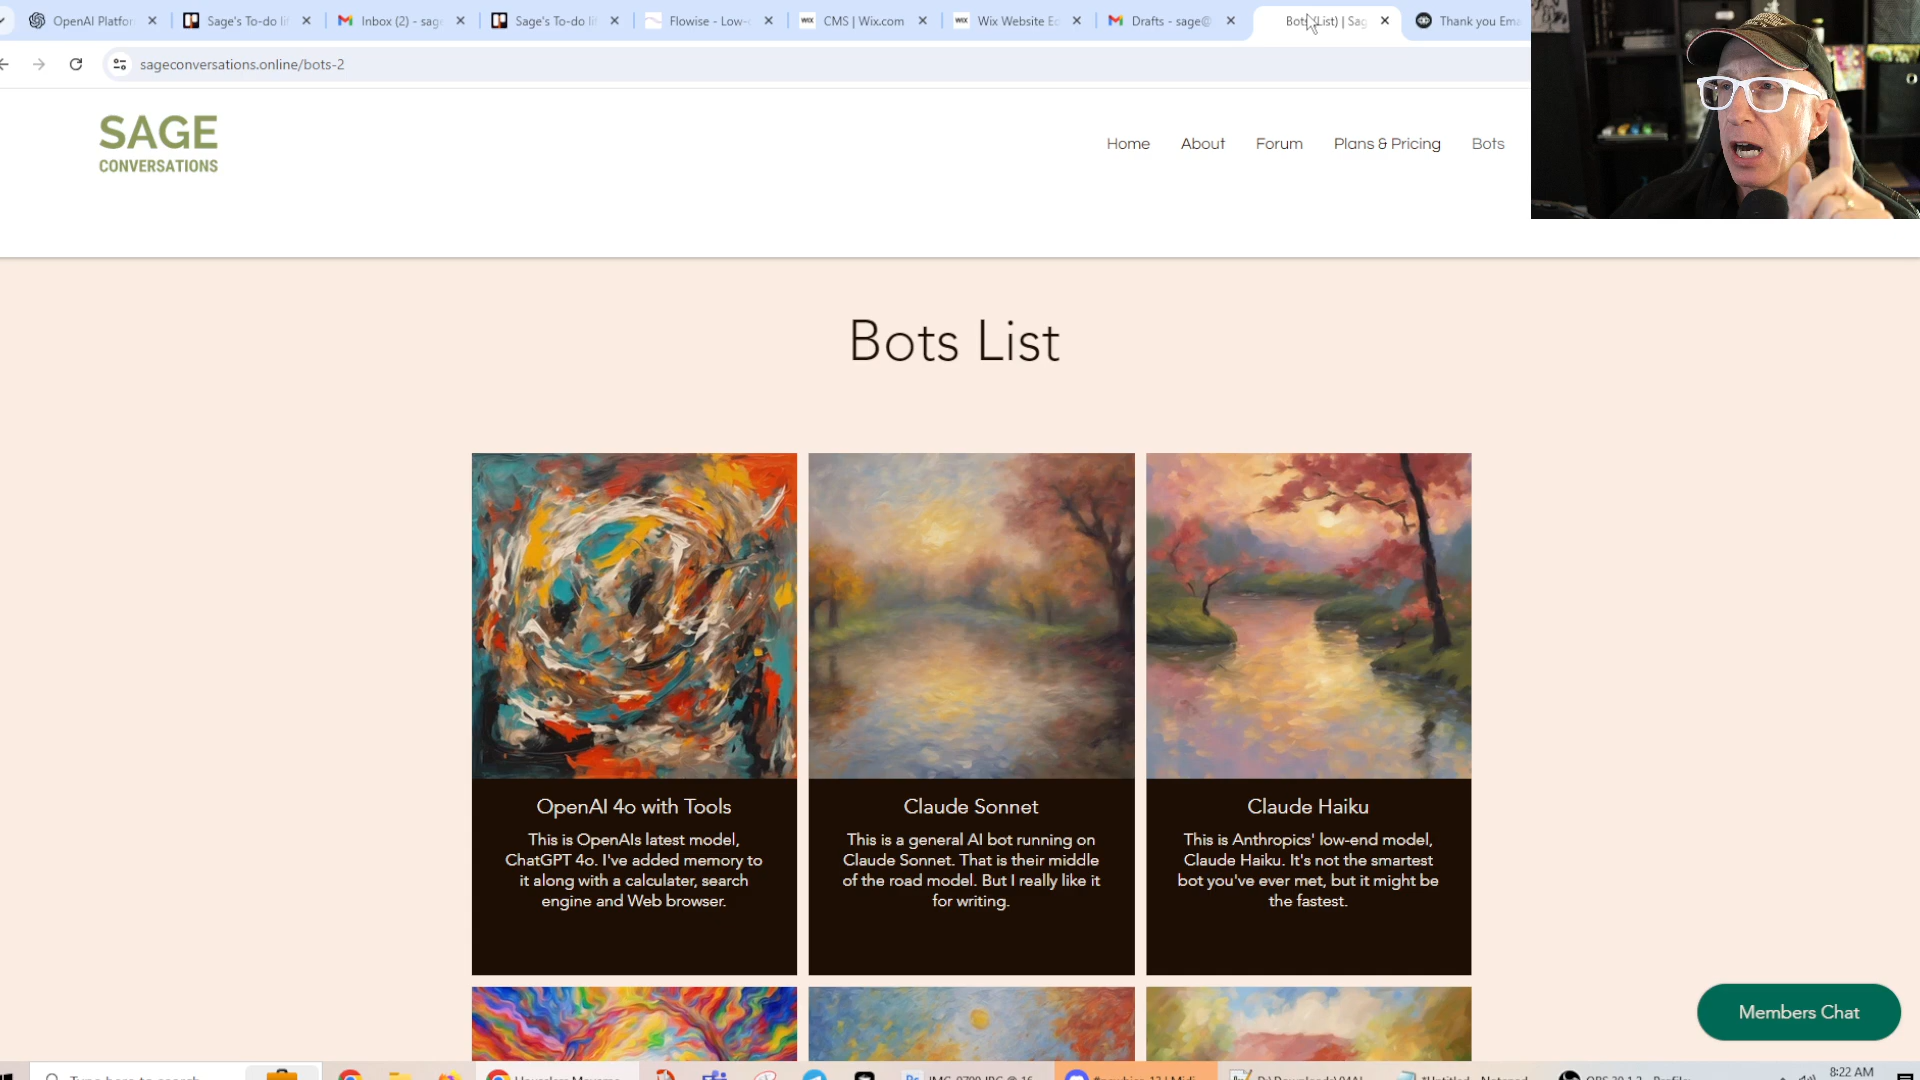 OpenAI Platfor
Sage's To-do li
Inbox (2) - sage
Sage's To-do li
Flowise - Low-c
CMS | Wix.com
Wix Website Ed
Drafts - sage@
Bots (List) | Sag
Thank you Ema
sageconversations.online/bots-2
SAGE
CONVERSATIONS
Home
About
Forum
Plans & Pricing
Bots
Bots List
OpenAI 4o with Tools
This is OpenAIs latest model,
ChatGPT 4o. I've added memory to
it along with a calculater, search
engine and Web browser.
Claude Sonnet
This is a general AI bot running on
Claude Sonnet. That is their middle
of the road model. But I really like it
for writing.
Claude Haiku
This is Anthropics' low-end model,
Claude Haiku. It's not the smartest
bot you've ever met, but it might be
the fastest.
Members Chat
Type here to search
8:22 AM